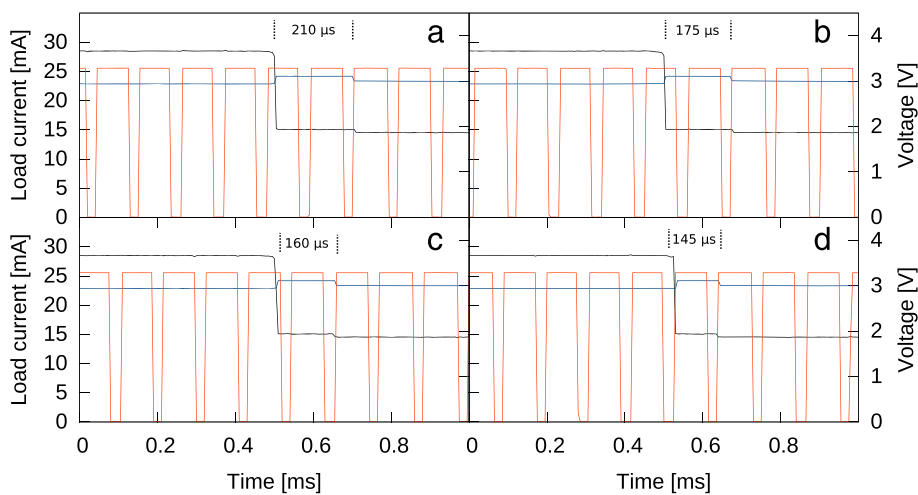 210 µs
a
175 µs
b
Load current [mA]
30
25
20
15
10
5
0
4
3
2
1
0
Voltage [V]
160 µs
c
145 µs
d
Load current [mA]
30
25
20
15
10
5
0
4
3
2
1
0
Voltage [V]
0 0.2 0.4 0.6 0.8 0 0.2 0.4 0.6 0.8
Time [ms] Time [ms]